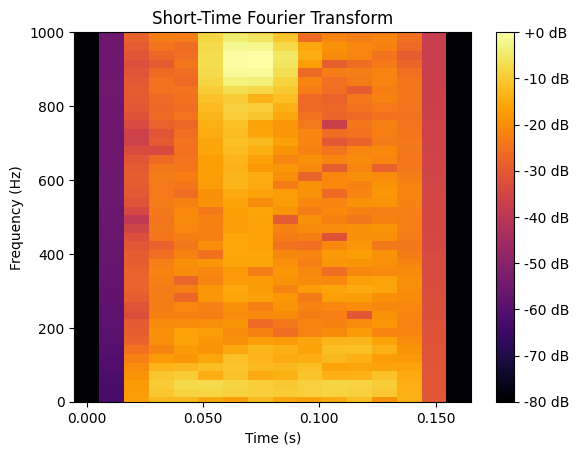 Short-Time Fourier Transform
1000
800
600
400
200
0
Frequency (Hz)
0.000
0.050
0.100
0.150
Time (s)
+0 dB
-10 dB
-20 dB
-30 dB
-40 dB
-50 dB
-60 dB
-70 dB
-80 dB